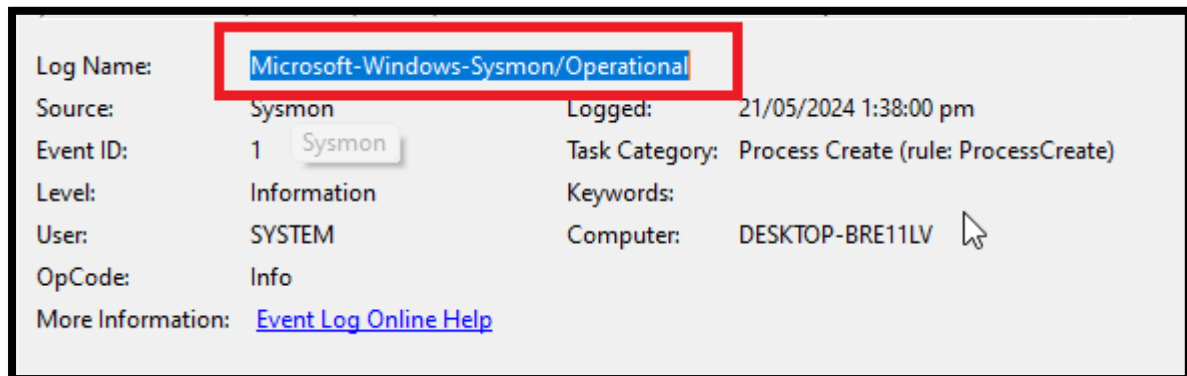 Log Name: Microsoft-Windows-Sysmon/Operational
Source: Sysmon Logged: 21/05/2024 1:38:00 pm
Event ID: 1 Task Category: Process Create (rule: ProcessCreate)
Sysmon
Level: Information Keywords:
User: SYSTEM Computer: DESKTOP-BRE11LV
OpCode: Info
More Information: Event Log Online Help